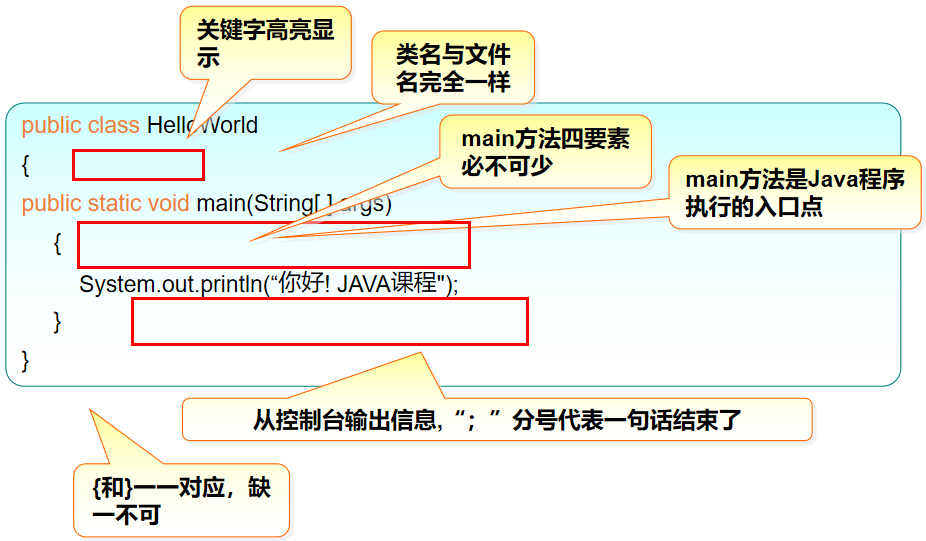 关键字高亮显
示
类名与文件
名完全一样
public class HelloWorld
{
main方法四要素
必不可少
main方法是Java程序
执行的入口点
public static void main(String[ ] args)
{
System.out.println(“你好! JAVA课程");
}
}
从控制台输出信息,“；”分号代表一句话结束了
{和}一一对应，缺
一不可